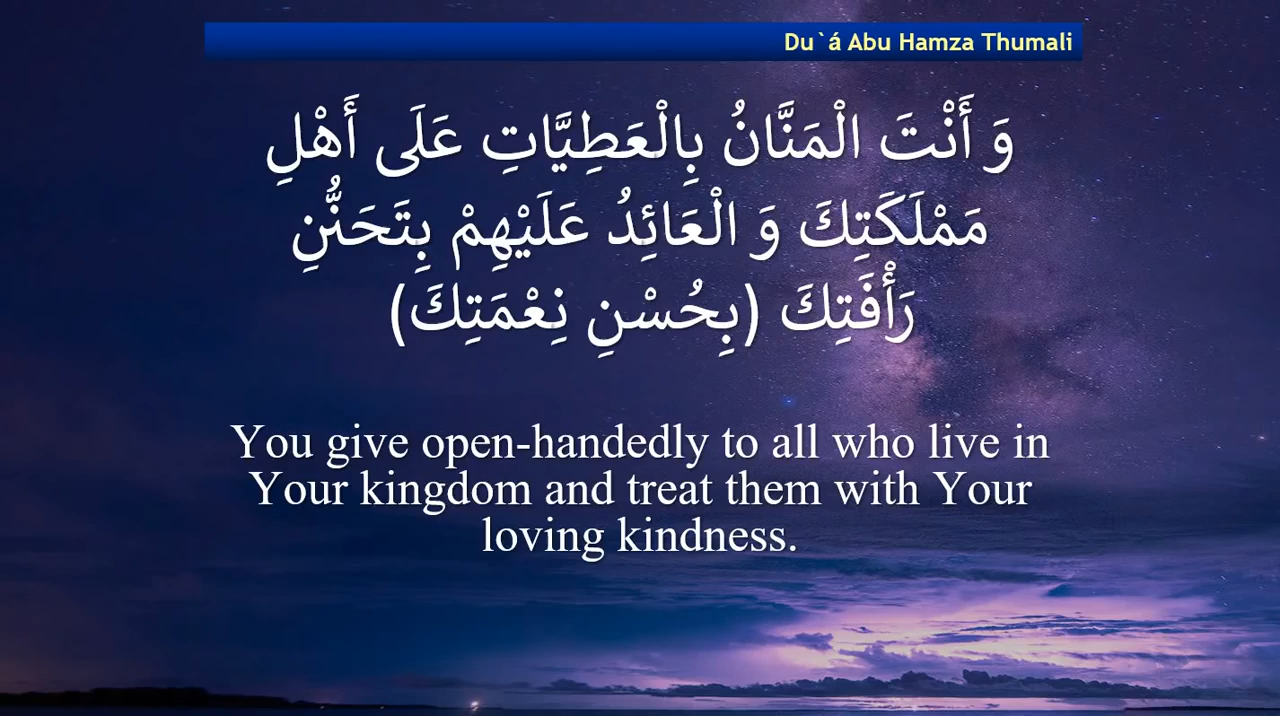 Du`á Abu Hamza Thumali
وَ أَنْتَ الْمَنَّانُ بِالْعَطِيَّاتِ عَلَى أَهْلِ
مَمْلَكَتِكَ وَ الْعَائِدُ عَلَيْهِمْ بِتَحَنُّنِ
رَأْفَتِكَ (بِحُسْنِ نِعْمَتِكَ)
You give open-handedly to all who live in
Your kingdom and treat them with Your
loving kindness.